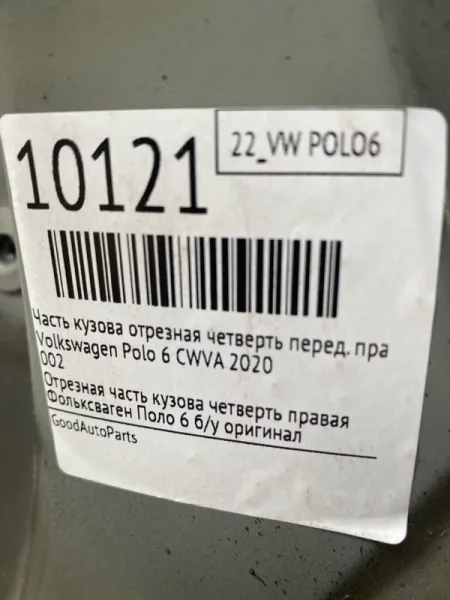 10121
22_VW POLO6
Часть кузова отрезная четверть перед. пра
Volkswagen Polo 6 CWVA 2020
002
Отрезная часть кузова четверть правая
Фольксваген Поло 6 б/у оригинал
GoodAutoParts